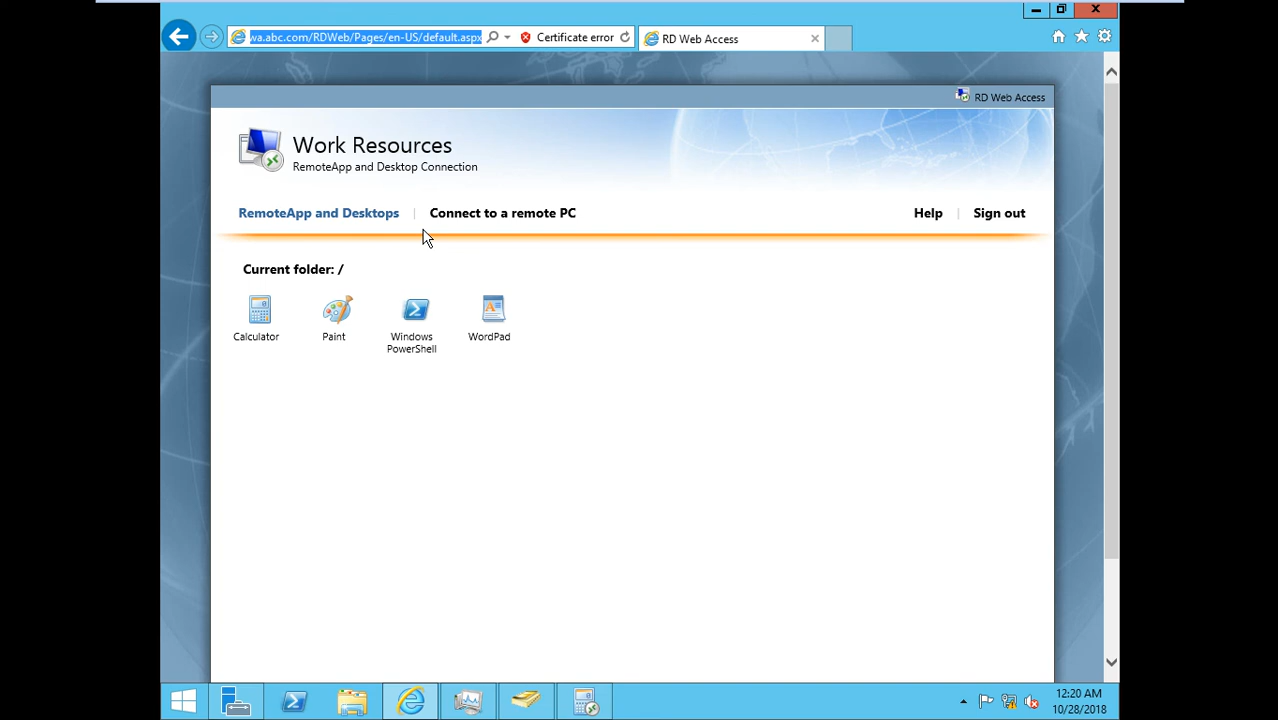 wa.abc.com/RDWeb/Pages/en-US/default.aspx
Certificate error
RD Web Access
RD Web Access
Work Resources
RemoteApp and Desktop Connection
RemoteApp and Desktops | Connect to a remote PC
Help | Sign out
Current folder: /
Calculator
Paint
Windows
PowerShell
WordPad
12:20 AM
10/28/2018